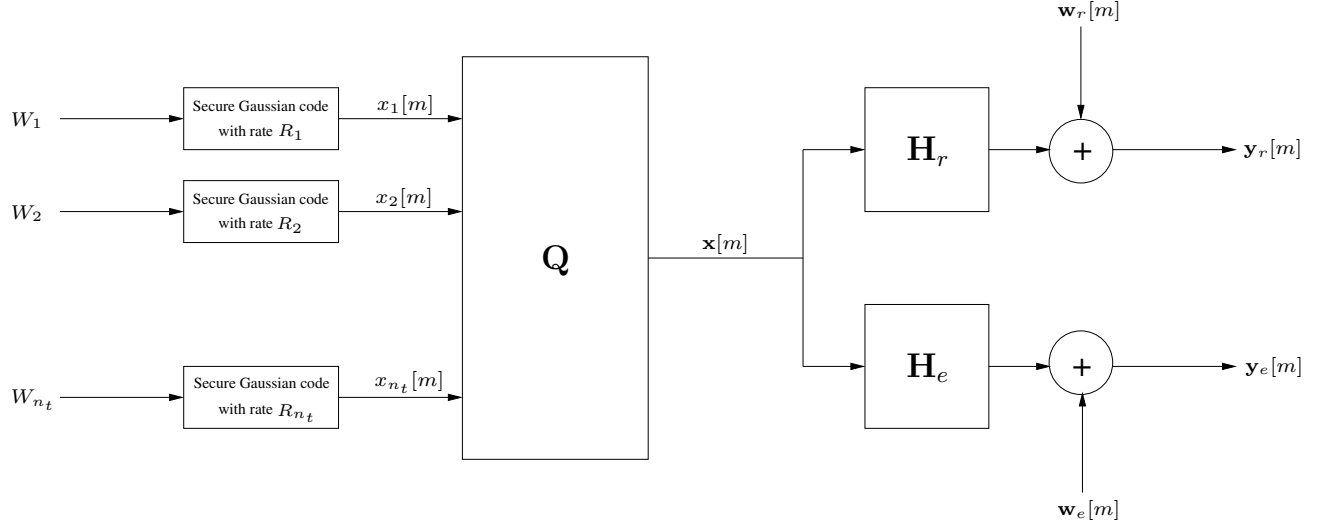 w_r[m]
W_1
Secure Gaussian code
with rate R_1
x_1[m]
H_r
+
y_r[m]
W_2
Secure Gaussian code
with rate R_2
x_2[m]
Q
x[m]
W_{n_t}
Secure Gaussian code
with rate R_{n_t}
x_{n_t}[m]
H_e
+
y_e[m]
w_e[m]